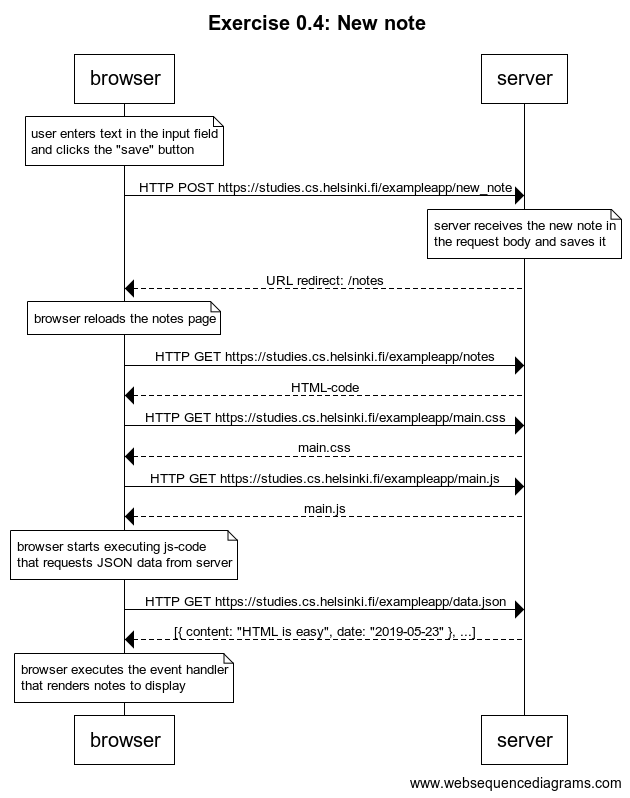 Exercise 0.4: New note
browser
server
user enters text in the input field
and clicks the "save" button
HTTP POST https://studies.cs.helsinki.fi/exampleapp/new_note
server receives the new note in
the request body and saves it
URL redirect: /notes
browser reloads the notes page
HTTP GET https://studies.cs.helsinki.fi/exampleapp/notes
HTML-code
HTTP GET https://studies.cs.helsinki.fi/exampleapp/main.css
main.css
HTTP GET https://studies.cs.helsinki.fi/exampleapp/main.js
main.js
browser starts executing js-code
that requests JSON data from server
HTTP GET https://studies.cs.helsinki.fi/exampleapp/data.json
[{ content: "HTML is easy", date: "2019-05-23" }, ...]
browser executes the event handler
that renders notes to display
browser
server
www.websequencediagrams.com